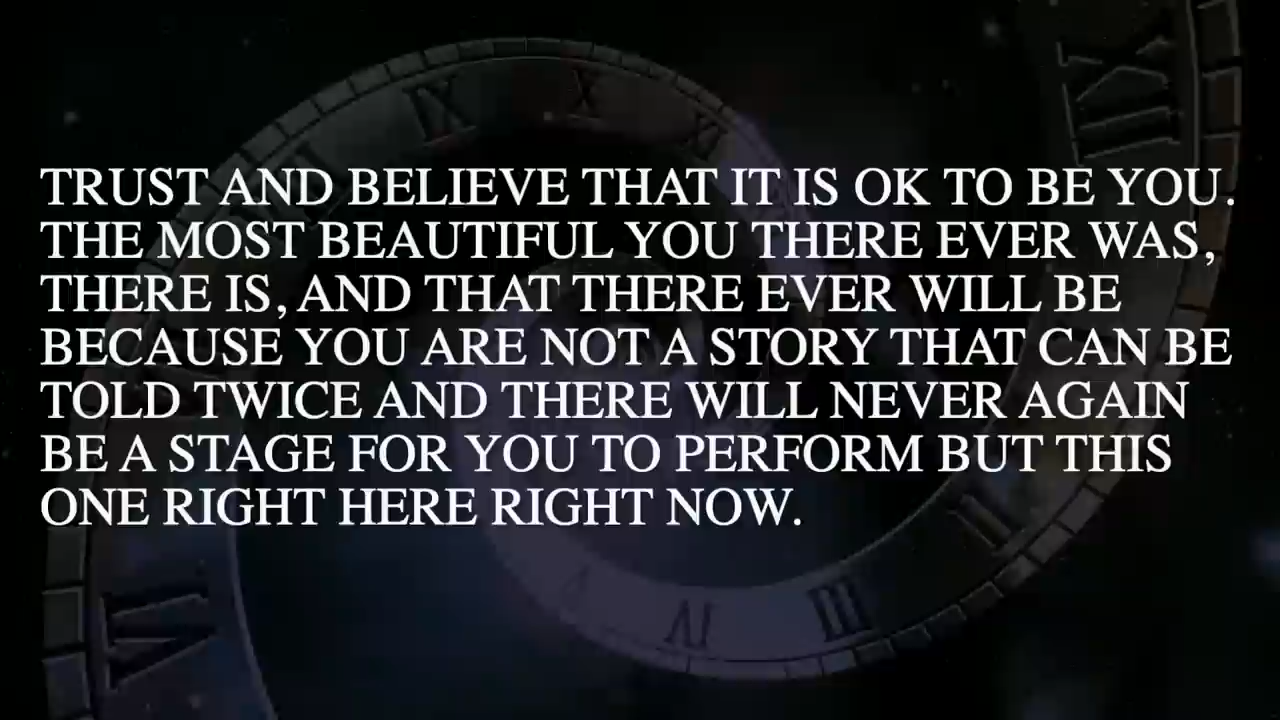 TRUST AND BELIEVE THAT IT IS OK TO BE YOU.
THE MOST BEAUTIFUL YOU THERE EVER WAS,
THERE IS, AND THAT THERE EVER WILL BE
BECAUSE YOU ARE NOT A STORY THAT CAN BE
TOLD TWICE AND THERE WILL NEVER AGAIN
BE A STAGE FOR YOU TO PERFORM BUT THIS
ONE RIGHT HERE RIGHT NOW.